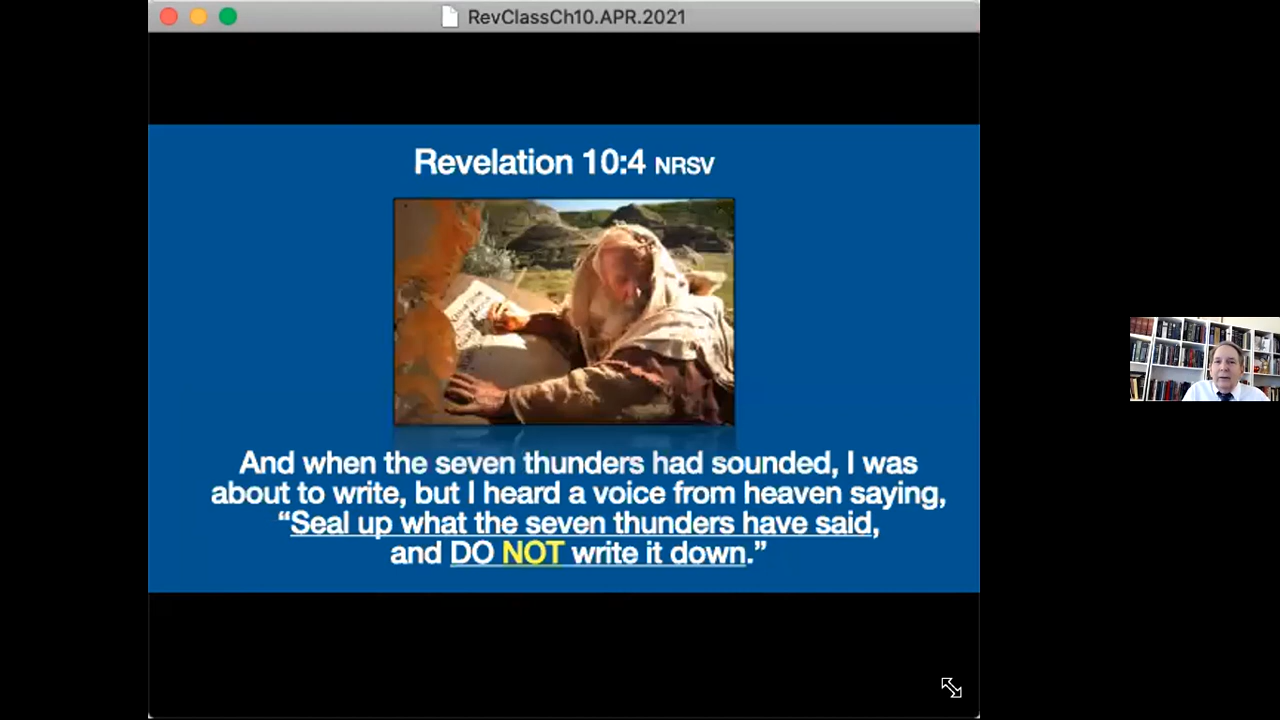 RevClassCh10.APR.2021
Revelation 10:4 NRSV
And when the seven thunders had sounded, I was
about to write, but I heard a voice from heaven saying,
“Seal up what the seven thunders have said,
and DO NOT write it down.”